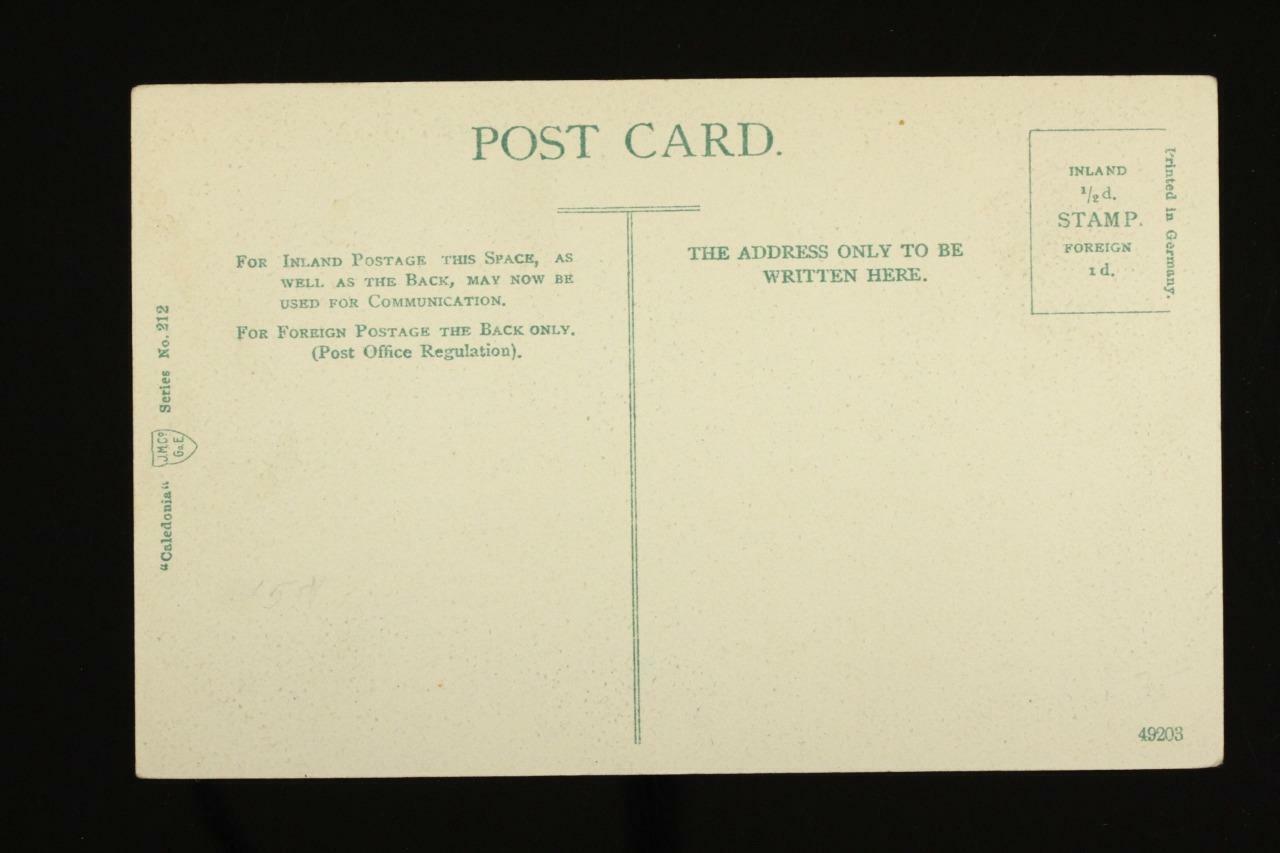 POST CARD.
INLAND
1/2d.
STAMP.
FOREIGN
1d.
Printed in Germany.
FOR INLAND POSTAGE THIS SPACE, AS
WELL AS THE BACK, MAY NOW BE
USED FOR COMMUNICATION.
FOR FOREIGN POSTAGE THE BACK ONLY.
(Post Office Regulation).
THE ADDRESS ONLY TO BE
WRITTEN HERE.
"Caledonia" J.M.Co Series No. 212
49203